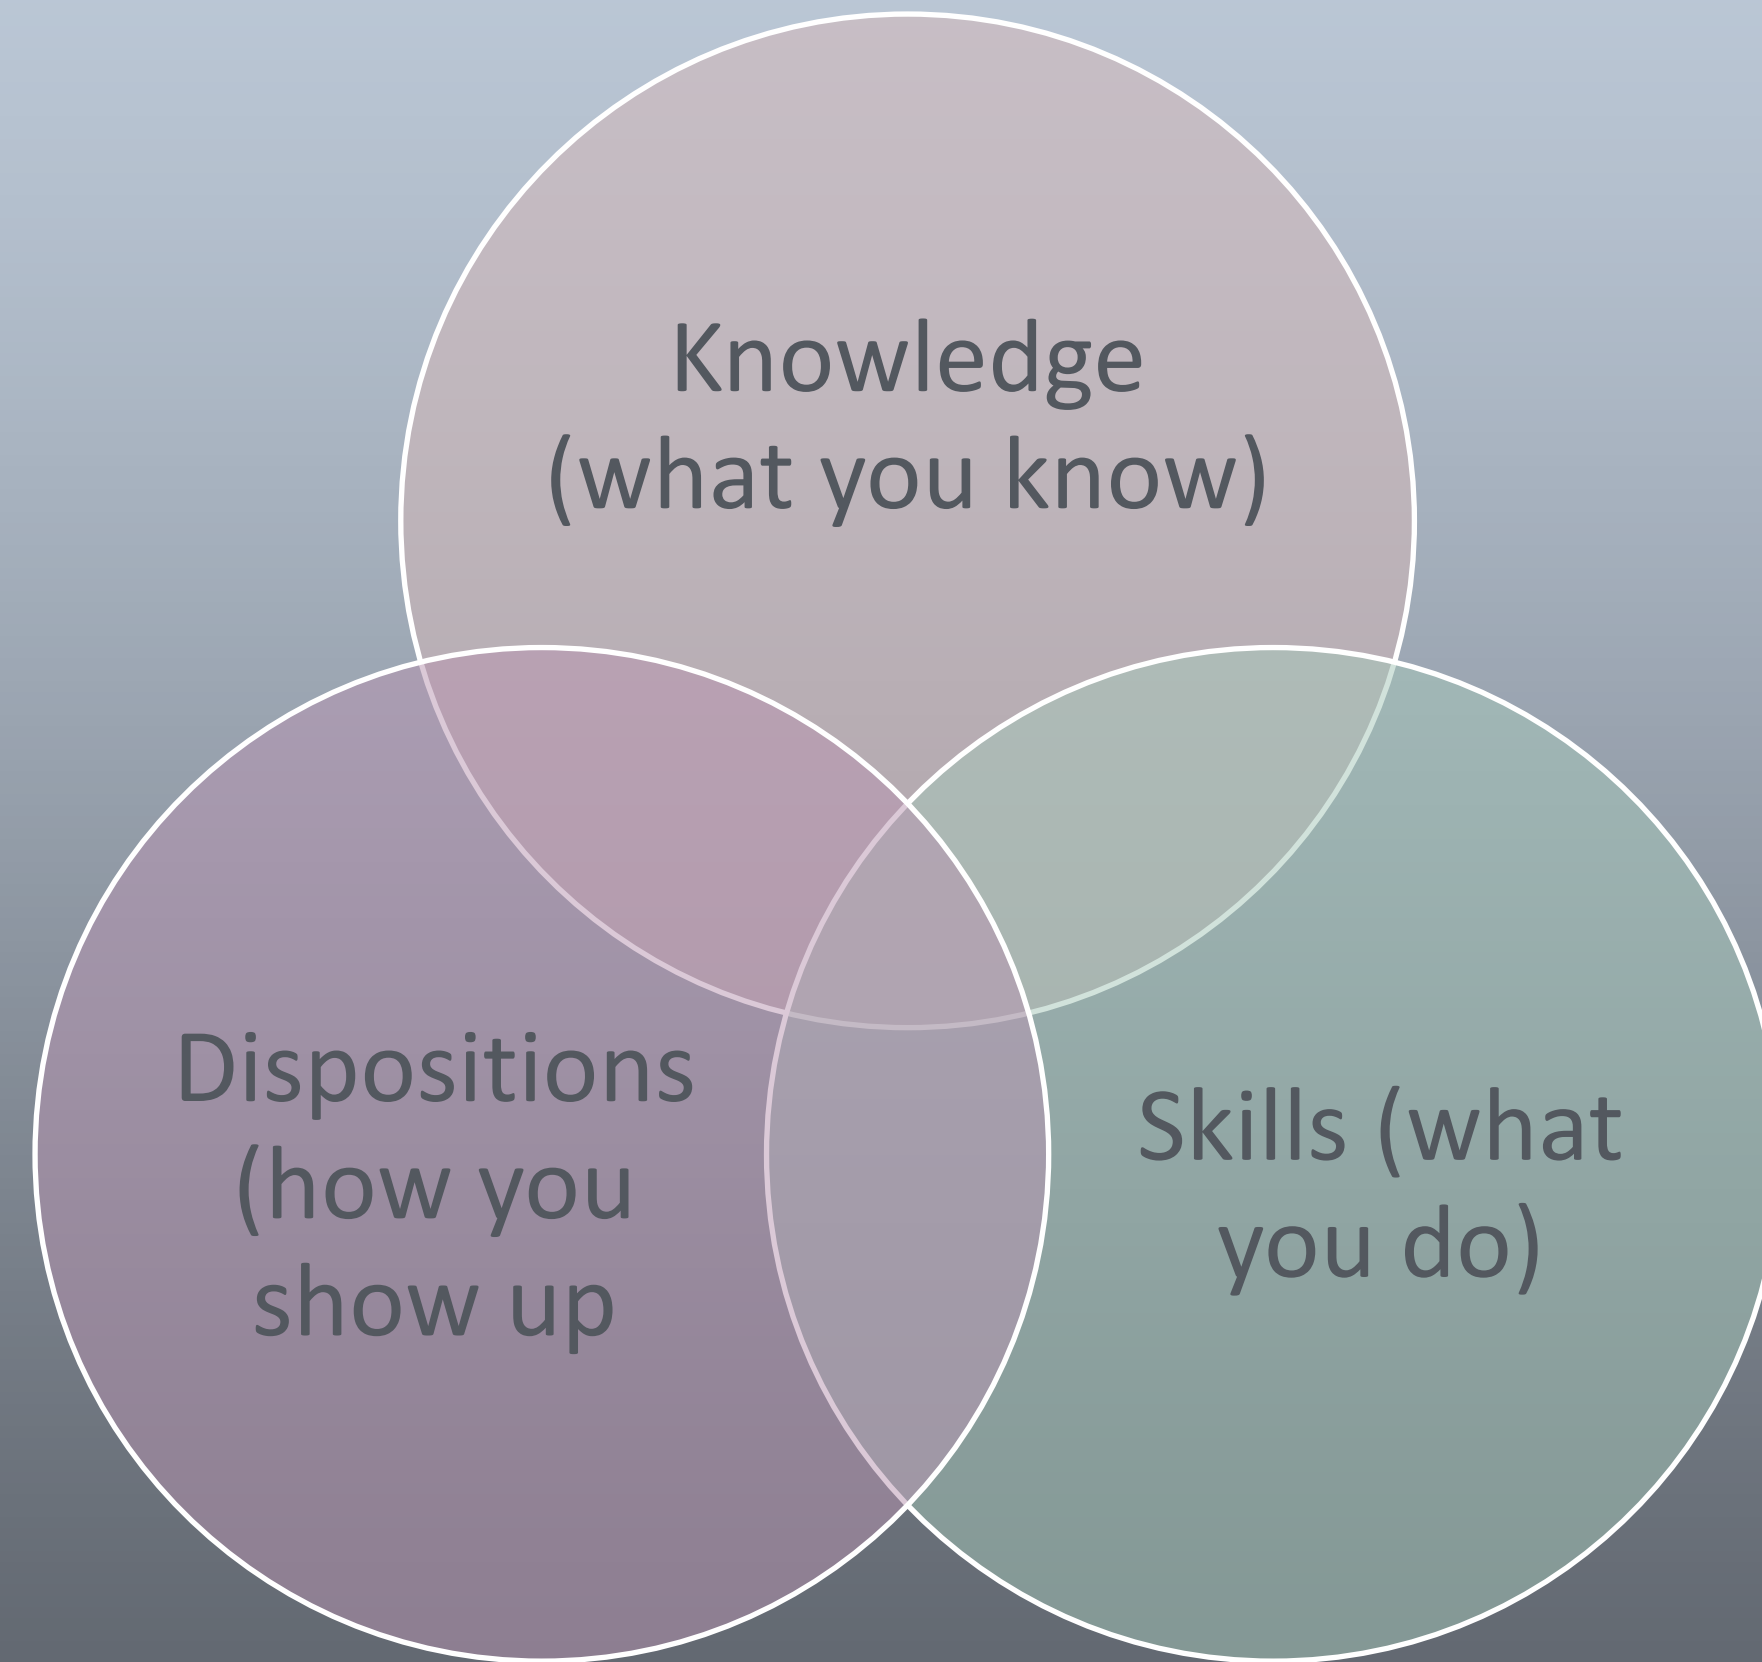 Knowledge
(what you know)
Dispositions
(how you
show up
Skills (what
you do)